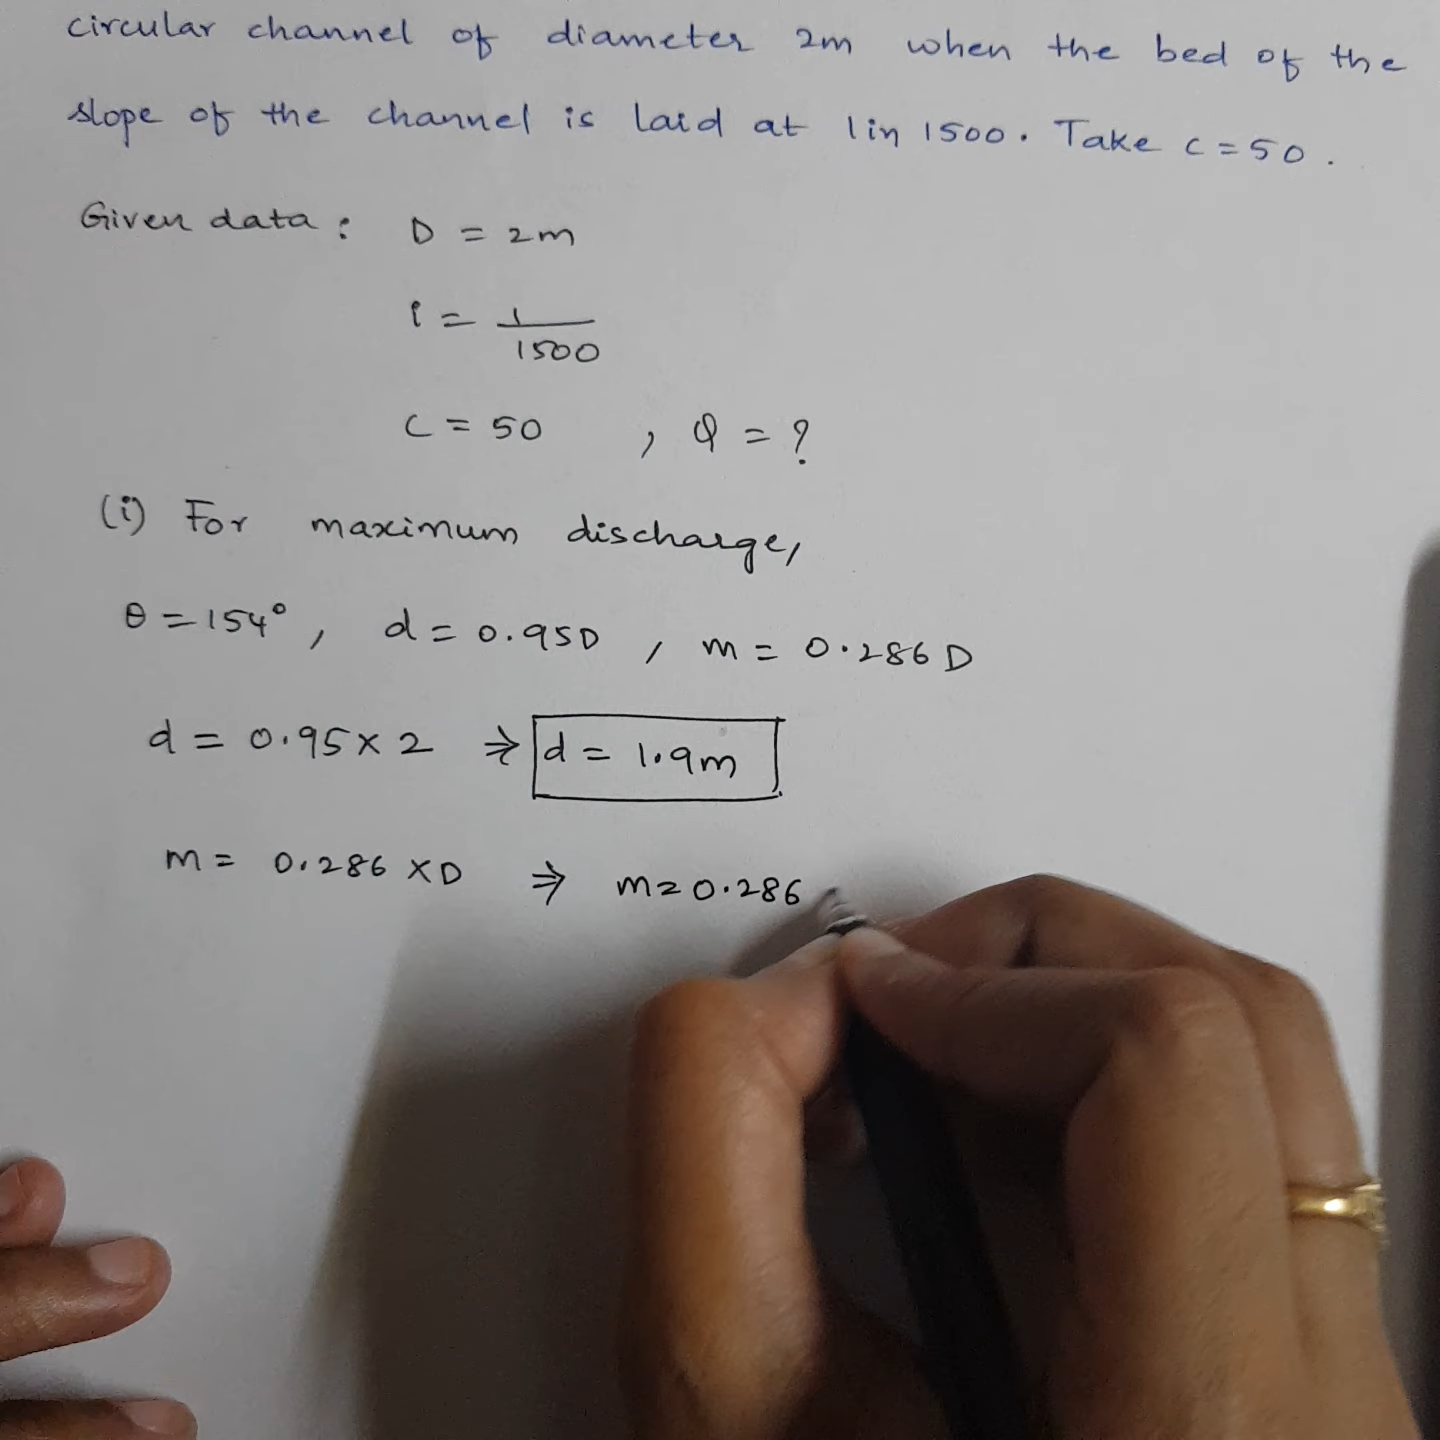 circular channel of diameter 2m when the bed of the
slope of the channel is laid at 1 in 1500. Take c = 50.
Given data : D = 2m
i = 1/1500
C = 50 , Q = ?
(i) For maximum discharge,
θ = 154° , d = 0.95D , m = 0.286 D
d = 0.95 x 2 ⇒ d = 1.9m
m = 0.286 x D ⇒ m = 0.286